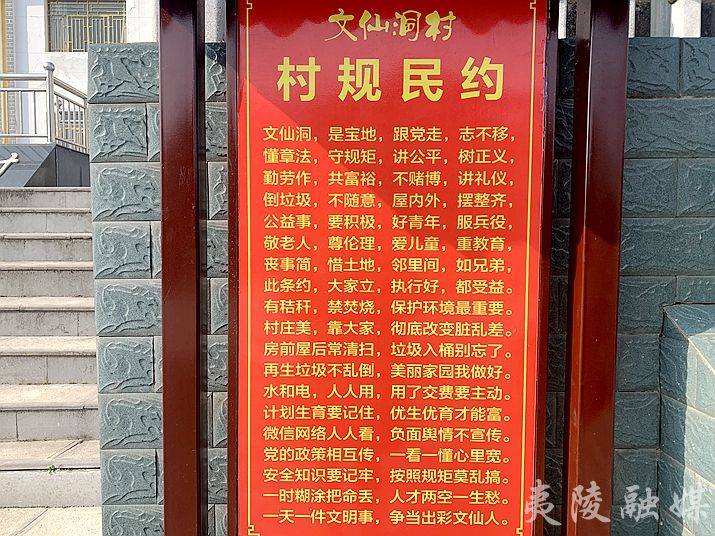 文仙洞村
村规民约
文仙洞，是宝地，跟党走，志不移，
懂章法，守规矩，讲公平，树正义，
勤劳作，共富裕，不赌博，讲礼仪，
倒垃圾，不随意，屋内外，摆整齐，
公益事，要积极，好青年，服兵役，
敬老人，尊伦理，爱儿童，重教育，
丧事简，惜土地，邻里间，如兄弟，
此条约，大家立，执行好，都受益。
有秸秆，禁焚烧，保护环境最重要。
村庄美，靠大家，彻底改变脏乱差。
房前屋后常清扫，垃圾入桶别忘了。
再生垃圾不乱倒，美丽家园我做好。
水和电，人人用，用了交费要主动。
计划生育要记住，优生优育才能富。
微信网络人人看，负面舆情不宣传。
党的政策相互传，一看一懂心里宽。
安全知识要记牢，按照规矩莫乱搞。
一时糊涂把命丢，人才两空一生愁。
一天一件文明事，争当出彩文仙人。
夷陵融媒